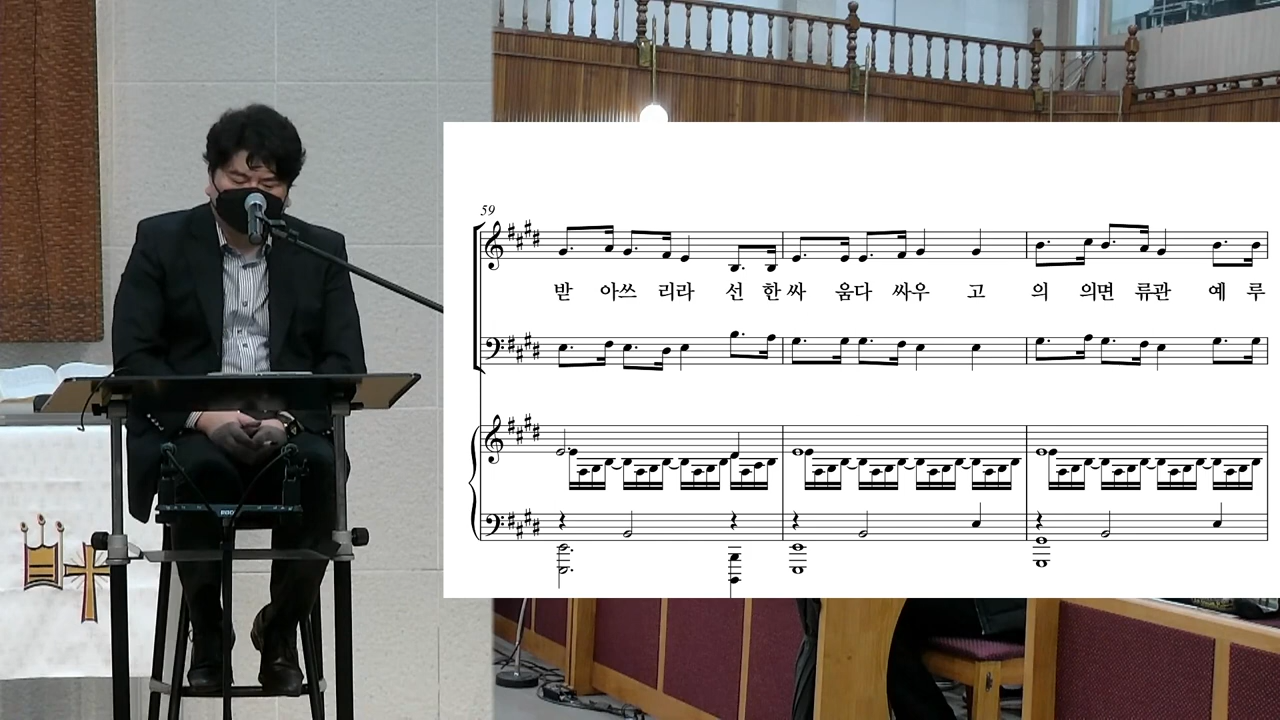 59
받 아쓰 리라 선 한싸 움다 싸우 고 의 의면 류관 예 루